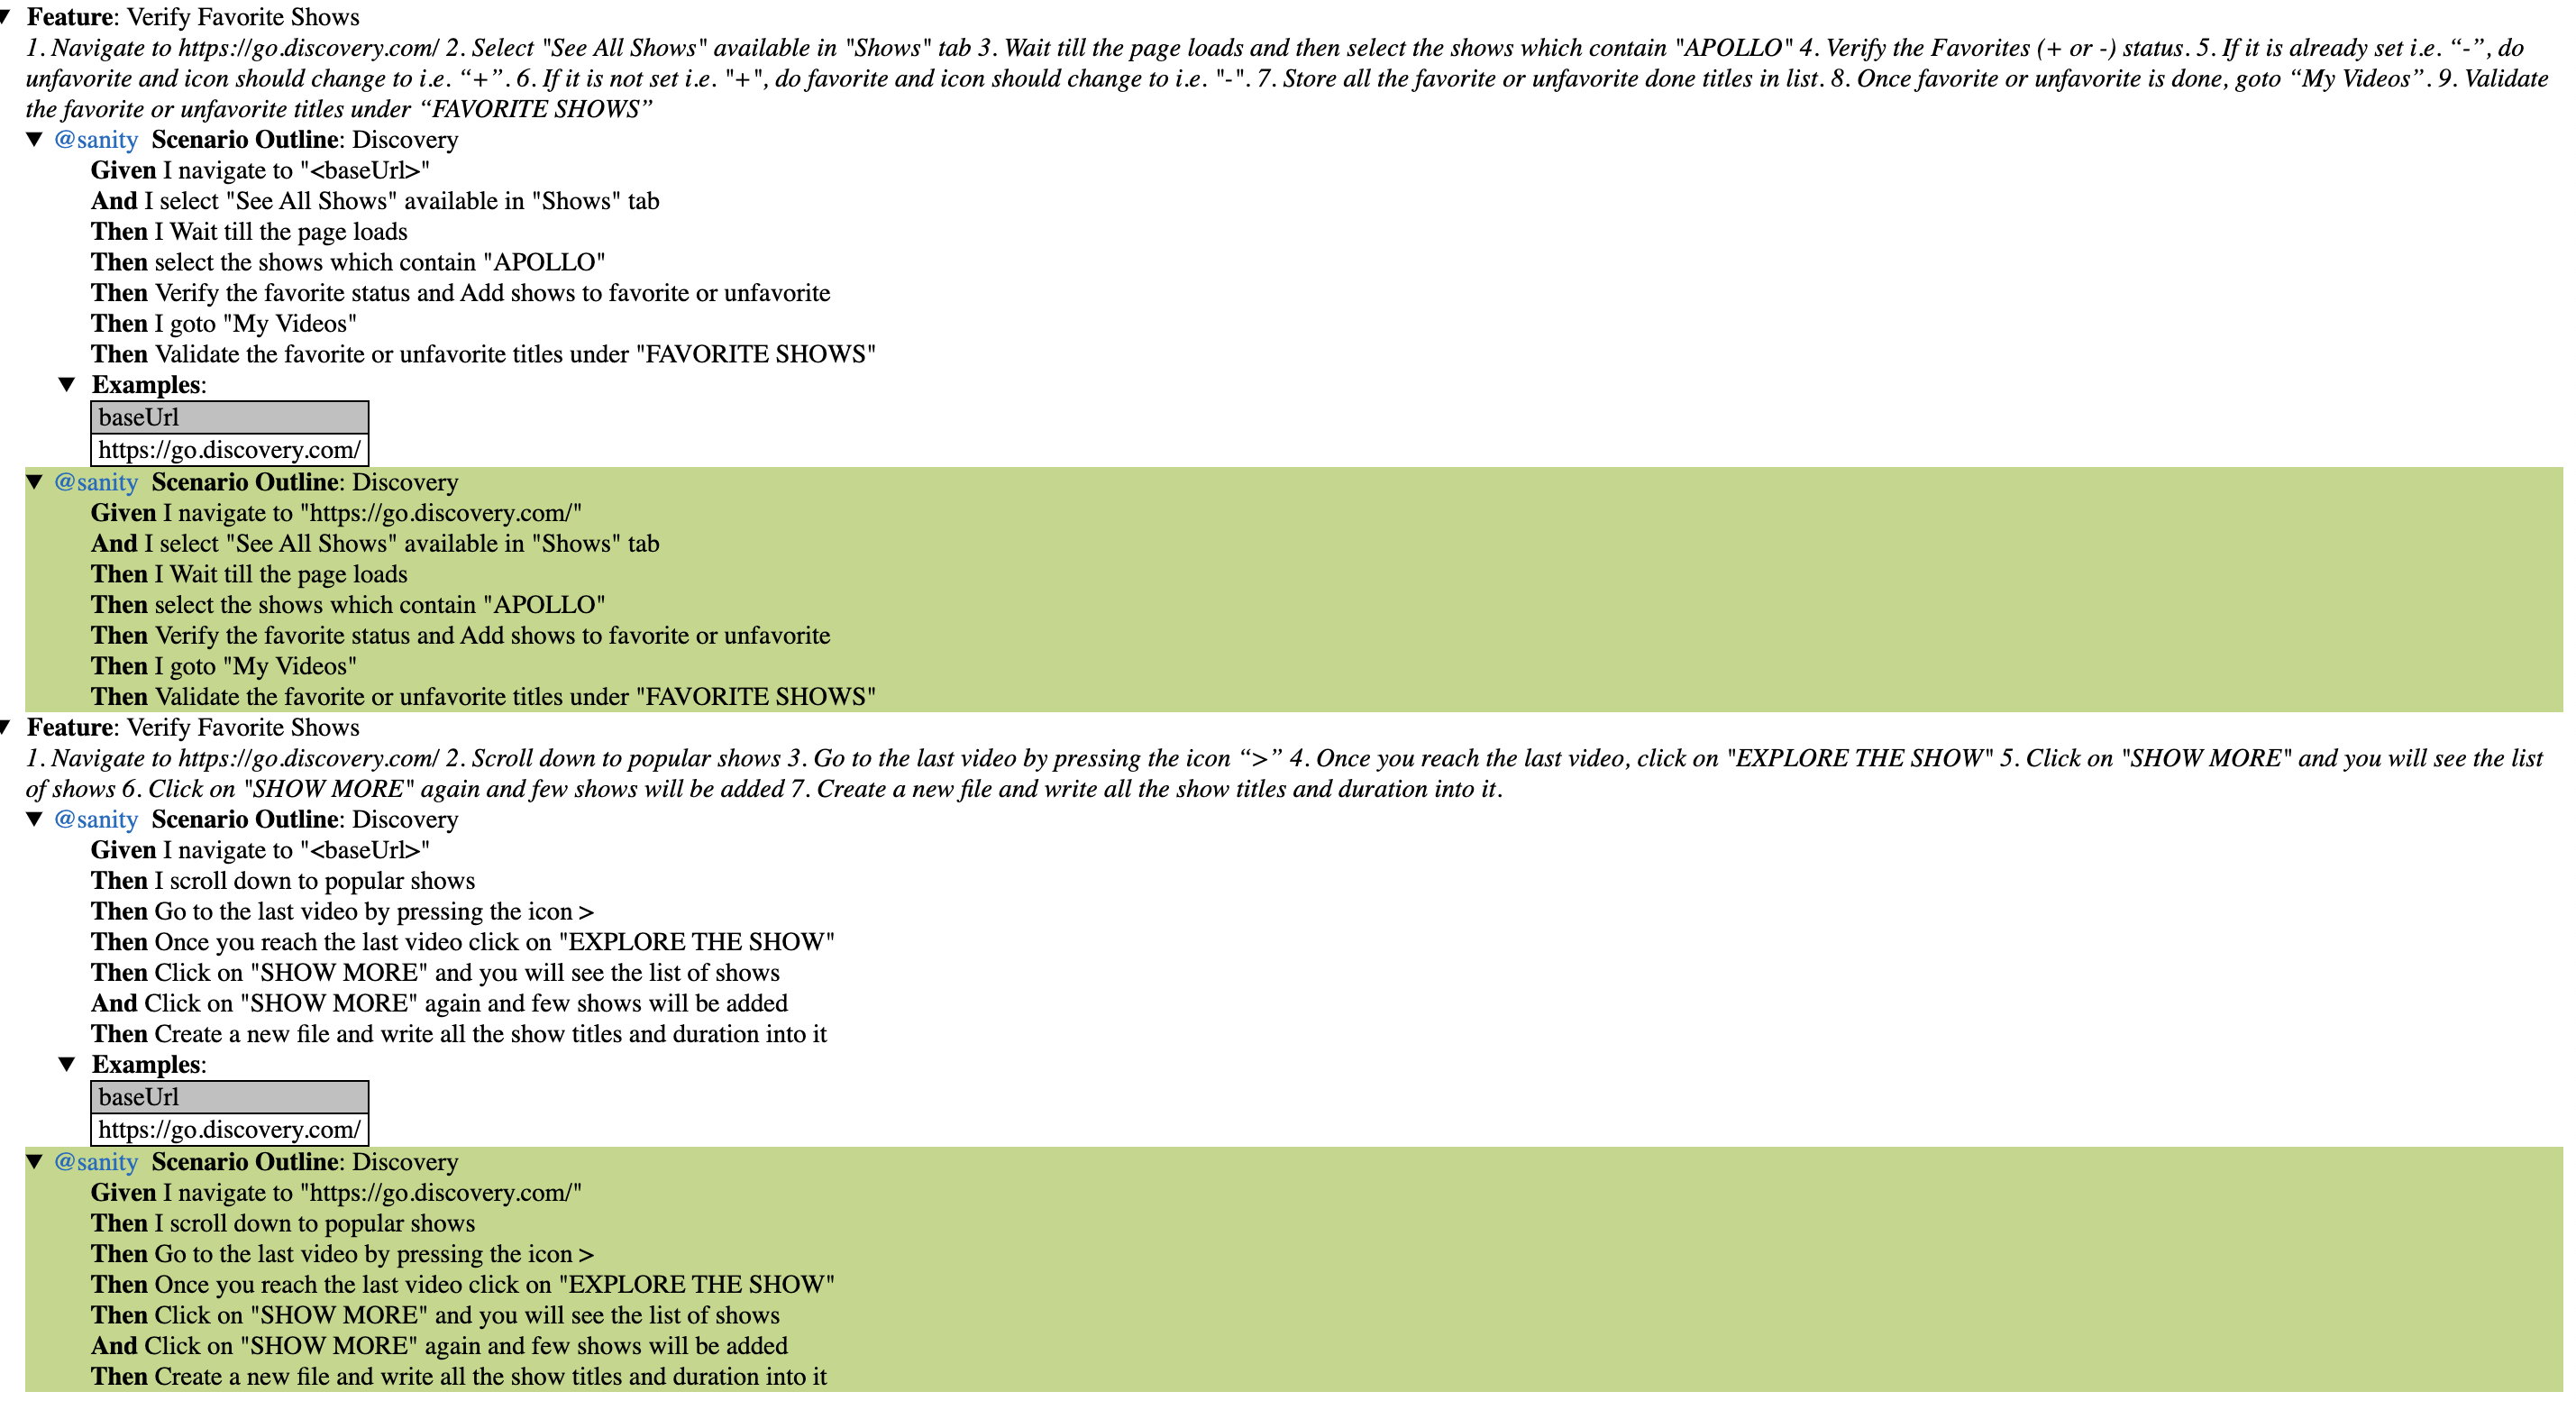 Feature: Verify Favorite Shows
1. Navigate to https://go.discovery.com/ 2. Select "See All Shows" available in "Shows" tab 3. Wait till the page loads and then select the shows which contain "APOLLO" 4. Verify the Favorites (+ or -) status. 5. If it is already set i.e. “-”, do
unfavorite and icon should change to i.e. “+”. 6. If it is not set i.e. "+", do favorite and icon should change to i.e. "-". 7. Store all the favorite or unfavorite done titles in list. 8. Once favorite or unfavorite is done, goto “My Videos”. 9. Validate
the favorite or unfavorite titles under “FAVORITE SHOWS”
@sanity Scenario Outline: Discovery
Given I navigate to "<baseUrl>"
And I select "See All Shows" available in "Shows" tab
Then I Wait till the page loads
Then select the shows which contain "APOLLO"
Then Verify the favorite status and Add shows to favorite or unfavorite
Then I goto "My Videos"
Then Validate the favorite or unfavorite titles under "FAVORITE SHOWS"
Examples:
baseUrl
https://go.discovery.com/
@sanity Scenario Outline: Discovery
Given I navigate to "https://go.discovery.com/"
And I select "See All Shows" available in "Shows" tab
Then I Wait till the page loads
Then select the shows which contain "APOLLO"
Then Verify the favorite status and Add shows to favorite or unfavorite
Then I goto "My Videos"
Then Validate the favorite or unfavorite titles under "FAVORITE SHOWS"
Feature: Verify Favorite Shows
1. Navigate to https://go.discovery.com/ 2. Scroll down to popular shows 3. Go to the last video by pressing the icon “>” 4. Once you reach the last video, click on "EXPLORE THE SHOW" 5. Click on "SHOW MORE" and you will see the list
of shows 6. Click on "SHOW MORE" again and few shows will be added 7. Create a new file and write all the show titles and duration into it.
@sanity Scenario Outline: Discovery
Given I navigate to "<baseUrl>"
Then I scroll down to popular shows
Then Go to the last video by pressing the icon >
Then Once you reach the last video click on "EXPLORE THE SHOW"
Then Click on "SHOW MORE" and you will see the list of shows
And Click on "SHOW MORE" again and few shows will be added
Then Create a new file and write all the show titles and duration into it
Examples:
baseUrl
https://go.discovery.com/
@sanity Scenario Outline: Discovery
Given I navigate to "https://go.discovery.com/"
Then I scroll down to popular shows
Then Go to the last video by pressing the icon >
Then Once you reach the last video click on "EXPLORE THE SHOW"
Then Click on "SHOW MORE" and you will see the list of shows
And Click on "SHOW MORE" again and few shows will be added
Then Create a new file and write all the show titles and duration into it